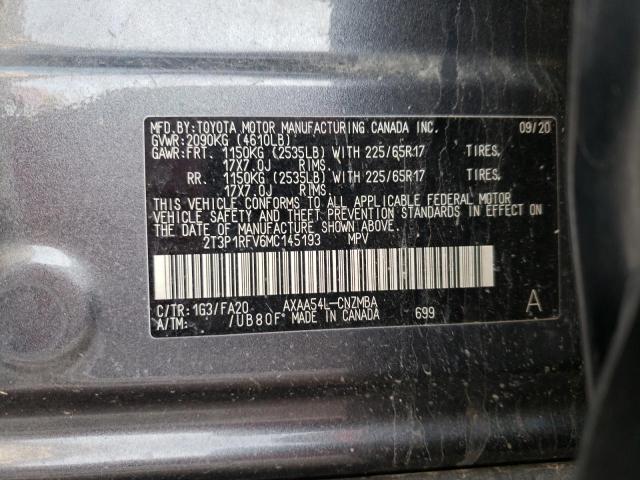 MFD.BY:TOYOTA MOTOR MANUFACTURING CANADA INC. 09/20
GVWR:2090KG (4610LB)
GAWR:FRT. 1150KG (2535LB) WITH 225/65R17 TIRES,
17X7.0J RIMS,
RR. 1150KG (2535LB) WITH 225/65R17 TIRES,
17X7.0J RIMS.
THIS VEHICLE CONFORMS TO ALL APPLICABLE FEDERAL MOTOR
VEHICLE SAFETY AND THEFT PREVENTION STANDARDS IN EFFECT ON
THE DATE OF MANUFACTURE SHOWN ABOVE.
2T3P1RFV6MC145193 MPV
C/TR:1G3/FA20 AXAA54L-CNZMBA A
A/TM: /UB80F* MADE IN CANADA 699